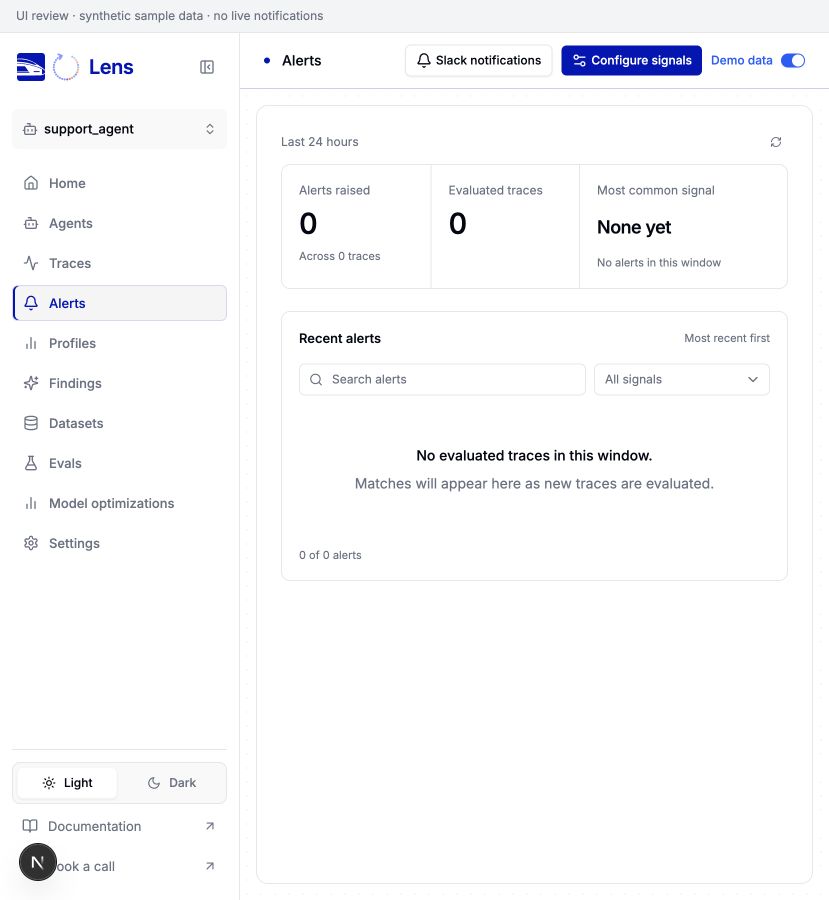 UI review · synthetic sample data · no live notifications
Lens
support_agent
Home
Agents
Traces
Alerts
Profiles
Findings
Datasets
Evals
Model optimizations
Settings
Light
Dark
Documentation
N
ook a call
Alerts
Slack notifications
Configure signals
Demo data
Last 24 hours
Alerts raised
0
Across 0 traces
Evaluated traces
0
Most common signal
None yet
No alerts in this window
Recent alerts
Most recent first
Search alerts
All signals
No evaluated traces in this window.
Matches will appear here as new traces are evaluated.
0 of 0 alerts